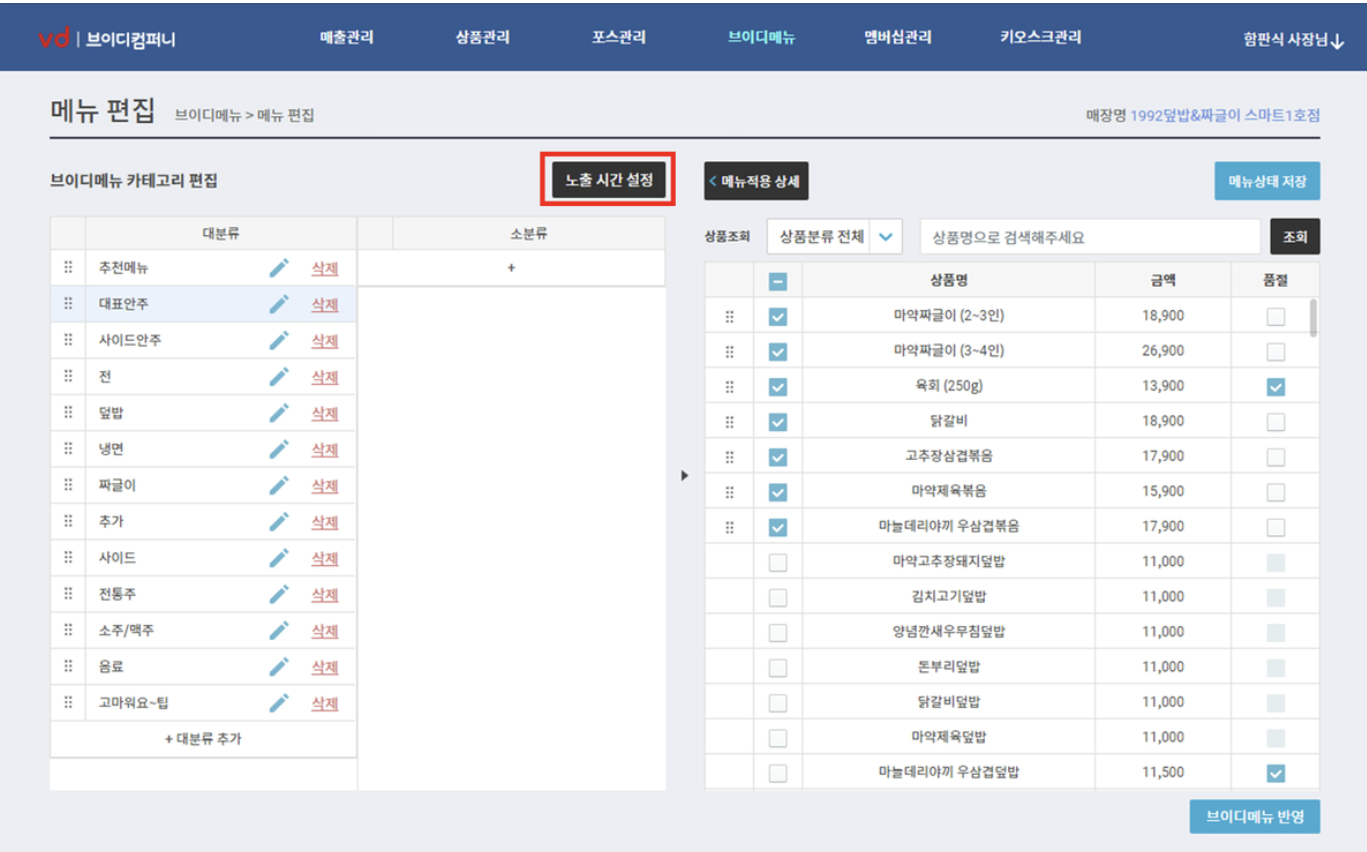 vd | 브이디컴퍼니 매출관리 상품관리 포스관리 브이디메뉴 멤버십관리 키오스크관리 함판식 사장님
메뉴 편집 브이디메뉴 > 메뉴 편집 매장명 1992덮밥&짜글이 스마트1호점
브이디메뉴 카테고리 편집 노출 시간 설정 < 메뉴적용 상세 메뉴상태 저장
대분류 소분류
추천메뉴 삭제 +
대표안주 삭제
사이드안주 삭제
전 삭제
덮밥 삭제
냉면 삭제
짜글이 삭제
추가 삭제
사이드 삭제
전통주 삭제
소주/맥주 삭제
음료 삭제
고마워요~팁 삭제
+ 대분류 추가
상품조회 상품분류 전체 상품명으로 검색해주세요 조회
상품명 금액 품절
마약짜글이 (2~3인) 18,900
마약짜글이 (3~4인) 26,900
육회 (250g) 13,900
닭갈비 18,900
고추장삼겹볶음 17,900
마약제육볶음 15,900
마늘데리야끼 우삼겹볶음 17,900
마약고추장돼지덮밥 11,000
김치고기덮밥 11,000
양념깐새우무침덮밥 11,000
돈부리덮밥 11,000
닭갈비덮밥 11,000
마약제육덮밥 11,000
마늘데리야끼 우삼겹덮밥 11,500
브이디메뉴 반영